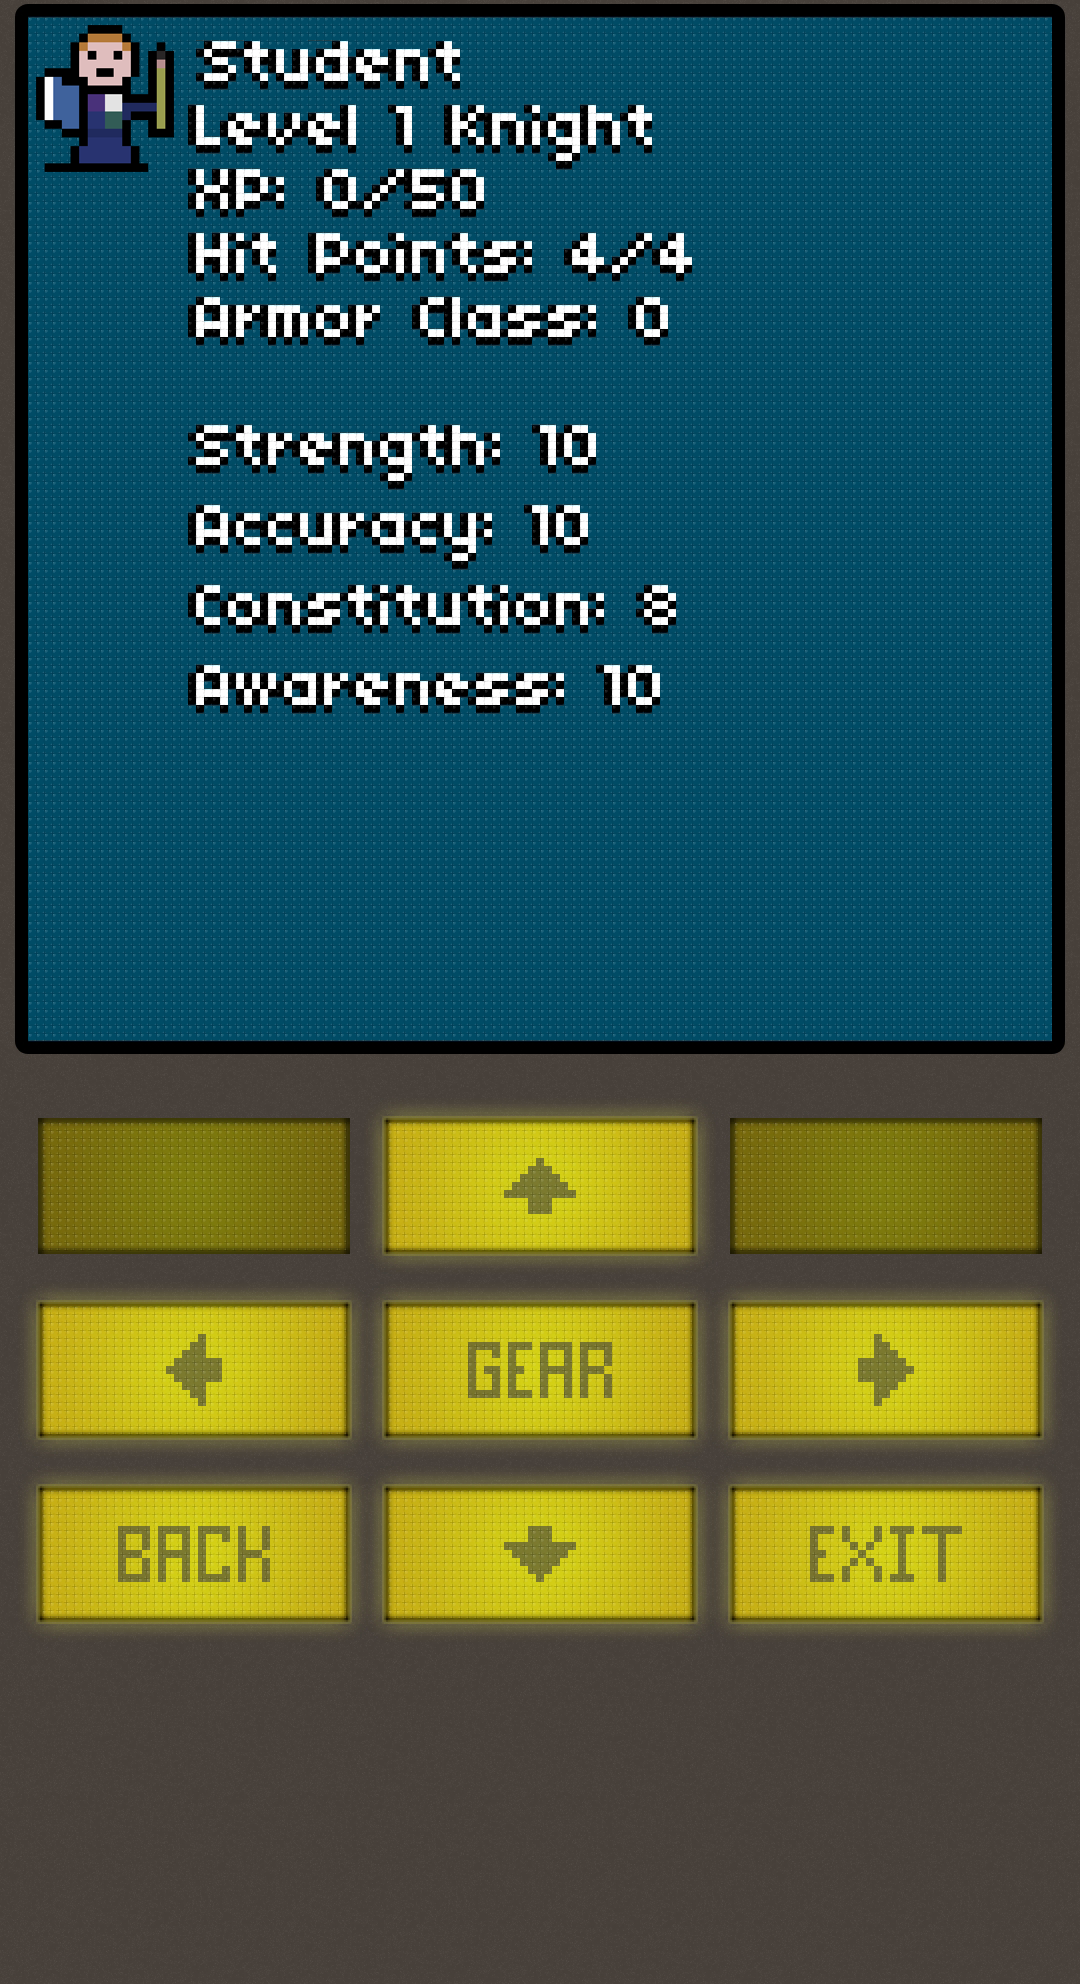 Student
Level 1 Knight
XP: 0/50
Hit Points: 4/4
Armor Class: 0
Strength: 10
Accuracy: 10
Constitution: 8
Awareness: 10
GEAR
BACK
EXIT